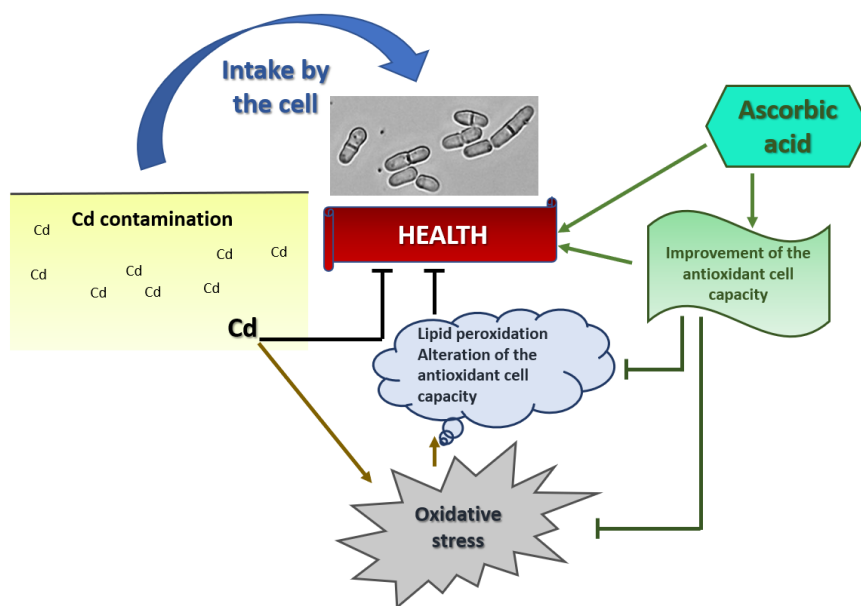 Intake by
the cell
Ascorbic
acid
Cd contamination
Cd
Cd
Cd
Cd
Cd
Cd
Cd
Cd
HEALTH
Improvement of the
antioxidant cell
capacity
Cd
Lipid peroxidation
Alteration of the
antioxidant cell
capacity
Oxidative
stress